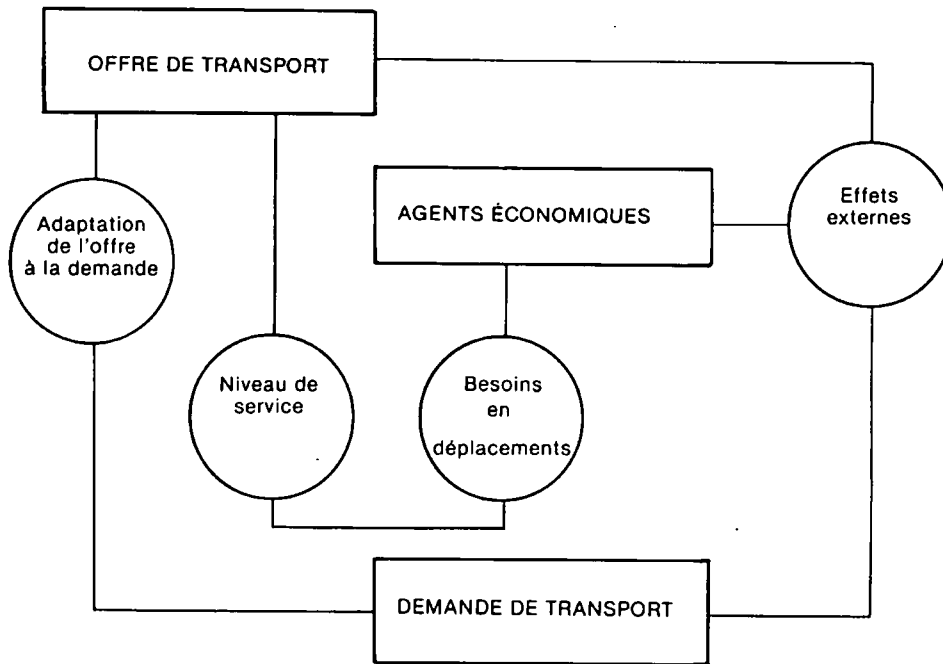 OFFRE DE TRANSPORT
Adaptation
de l'offre
à la demande
AGENTS ÉCONOMIQUES
Effets
externes
Niveau de
service
Besoins
en
déplacements
DEMANDE DE TRANSPORT